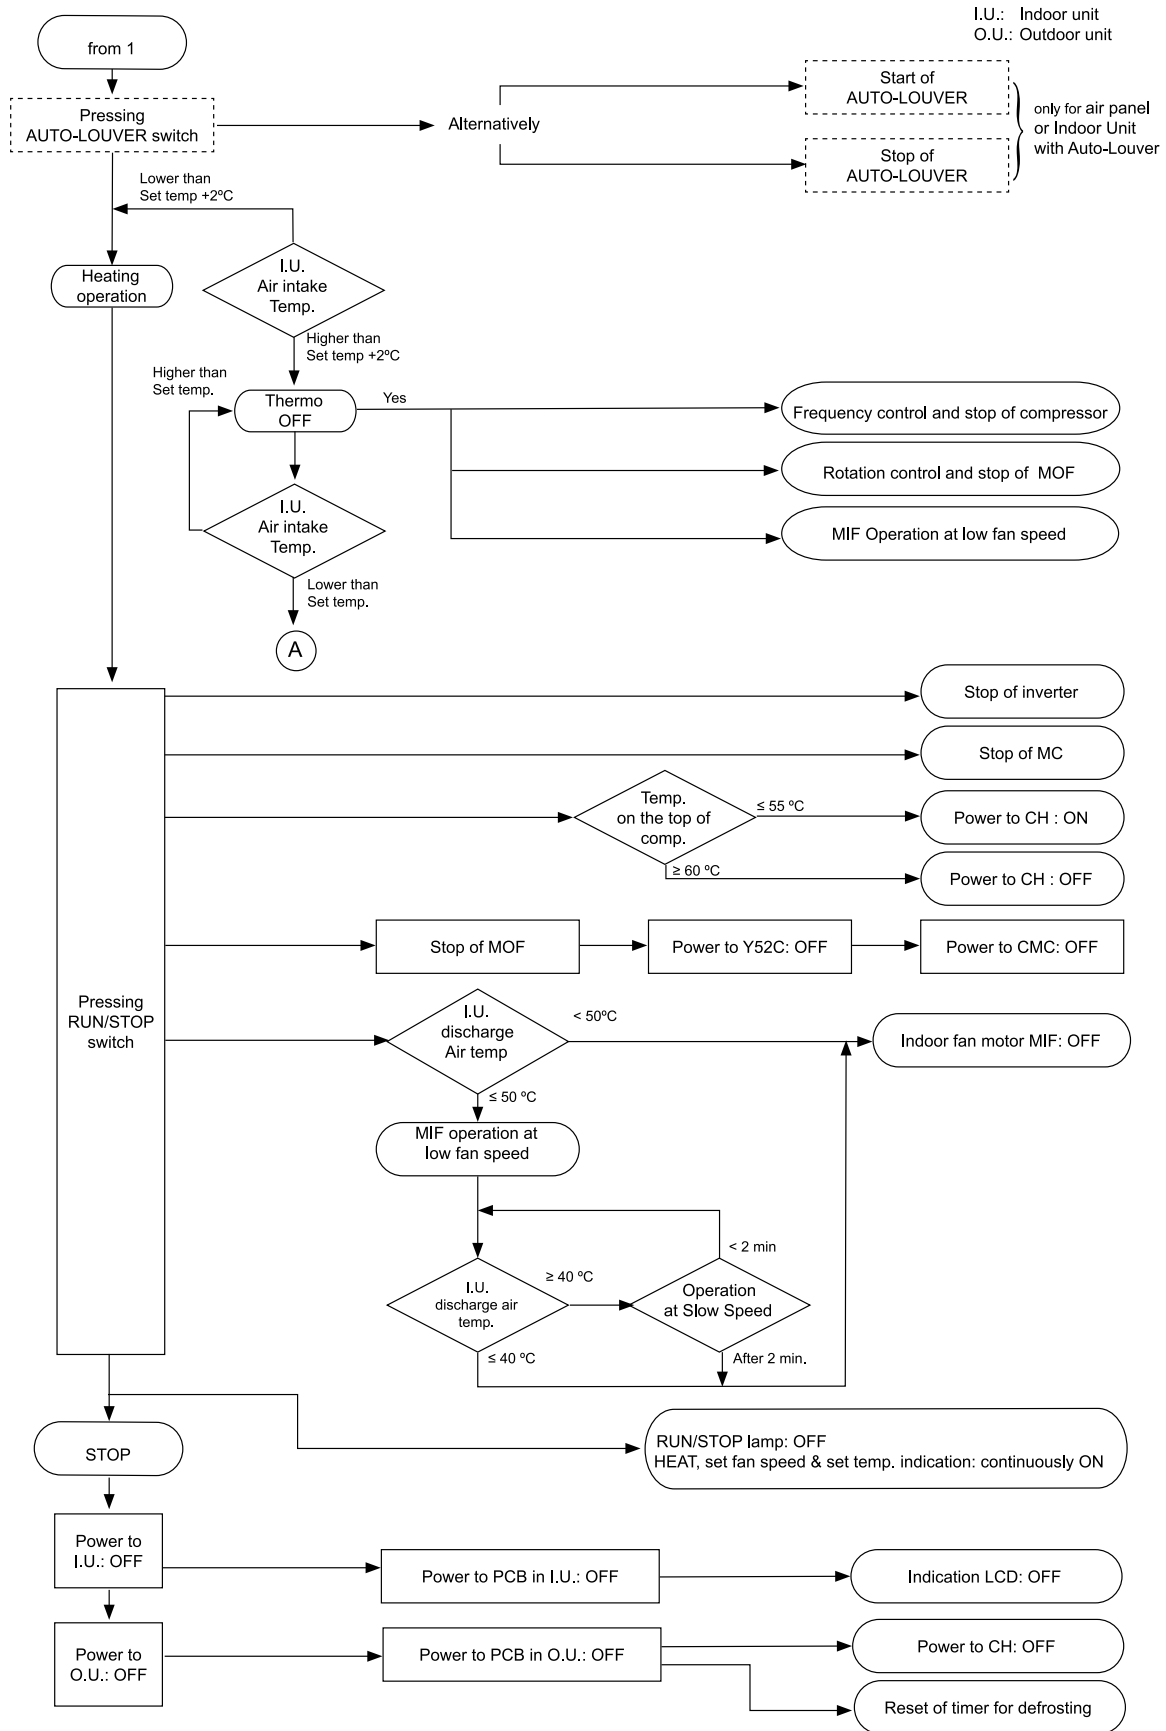 I.U.: Indoor unit
O.U.: Outdoor unit
from 1
Pressing
AUTO-LOUVER switch
Alternatively
Start of
AUTO-LOUVER
Stop of
AUTO-LOUVER
only for air panel
or Indoor Unit
with Auto-Louver
Lower than
Set temp +2ºC
Heating
operation
I.U.
Air intake
Temp.
Higher than
Set temp +2ºC
Higher than
Set temp.
Thermo
OFF
Yes
Frequency control and stop of compressor
Rotation control and stop of MOF
MIF Operation at low fan speed
I.U.
Air intake
Temp.
Lower than
Set temp.
A
Pressing
RUN/STOP
switch
Stop of inverter
Stop of MC
Temp.
on the top of
comp.
≤ 55 ºC
Power to CH : ON
≥ 60 ºC
Power to CH : OFF
Stop of MOF
Power to Y52C: OFF
Power to CMC: OFF
I.U.
discharge
Air temp
< 50ºC
Indoor fan motor MIF: OFF
≤ 50 ºC
MIF operation at
low fan speed
< 2 min
I.U.
discharge air
temp.
≥ 40 ºC
Operation
at Slow Speed
≤ 40 ºC
After 2 min.
STOP
RUN/STOP lamp: OFF
HEAT, set fan speed & set temp. indication: continuously ON
Power to
I.U.: OFF
Power to PCB in I.U.: OFF
Indication LCD: OFF
Power to
O.U.: OFF
Power to PCB in O.U.: OFF
Power to CH: OFF
Reset of timer for defrosting